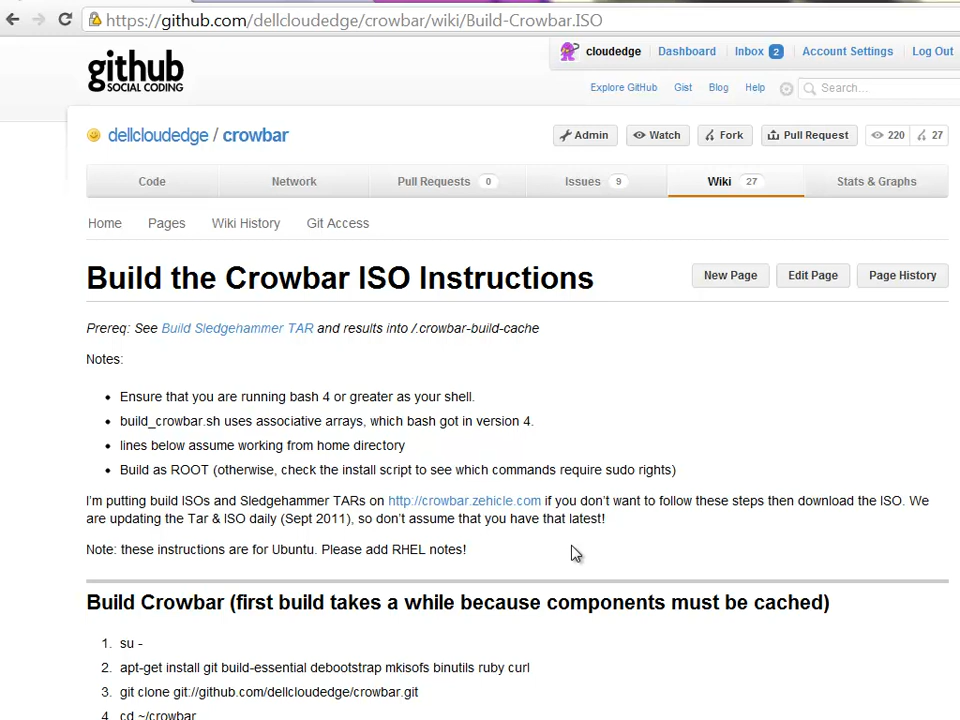 https://github.com/dellcloudedge/crowbar/wiki/Build-Crowbar.ISO
github
SOCIAL CODING
cloudedge Dashboard Inbox 2 Account Settings Log Out
Explore GitHub Gist Blog Help Search...
dellcloudedge / crowbar Admin Watch Fork Pull Request 220 27
Code Network Pull Requests 0 Issues 9 Wiki 27 Stats & Graphs
Home Pages Wiki History Git Access
Build the Crowbar ISO Instructions New Page Edit Page Page History
Prereq: See Build Sledgehammer TAR and results into /.crowbar-build-cache
Notes:
• Ensure that you are running bash 4 or greater as your shell.
• build_crowbar.sh uses associative arrays, which bash got in version 4.
• lines below assume working from home directory
• Build as ROOT (otherwise, check the install script to see which commands require sudo rights)
I'm putting build ISOs and Sledgehammer TARs on http://crowbar.zehicle.com if you don't want to follow these steps then download the ISO. We
are updating the Tar & ISO daily (Sept 2011), so don't assume that you have that latest!
Note: these instructions are for Ubuntu. Please add RHEL notes!
Build Crowbar (first build takes a while because components must be cached)
1. su -
2. apt-get install git build-essential debootstrap mkisofs binutils ruby curl
3. git clone git://github.com/dellcloudedge/crowbar.git
4. cd ~/crowbar